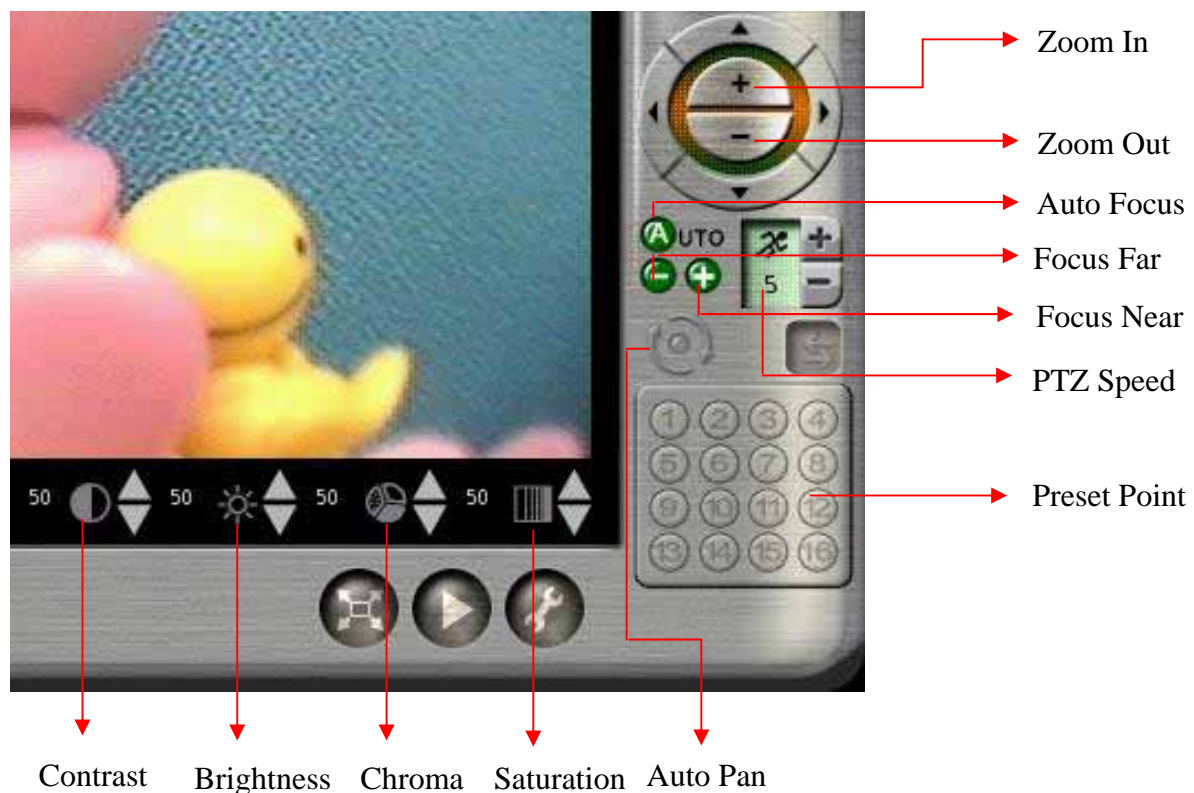 Zoom In
+
−
Zoom Out
Auto Focus
AUTO
+
Focus Far
− +
5
−
Focus Near
PTZ Speed
1 2 3 4
5 6 7 8
9 10 11 12
13 14 15 16
Preset Point
50 50 50 50
Contrast Brightness Chroma Saturation Auto Pan